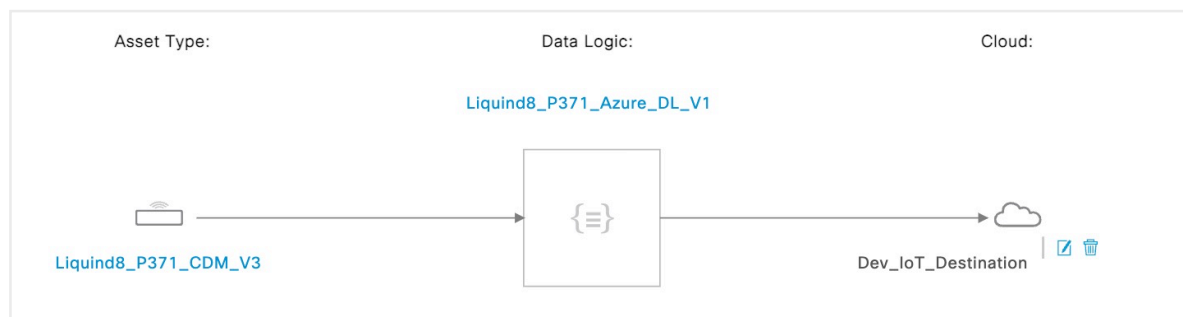 Asset Type:
Data Logic:
Cloud:
Liquind8_P371_Azure_DL_V1
{≡}
Liquind8_P371_CDM_V3
Dev_IoT_Destination